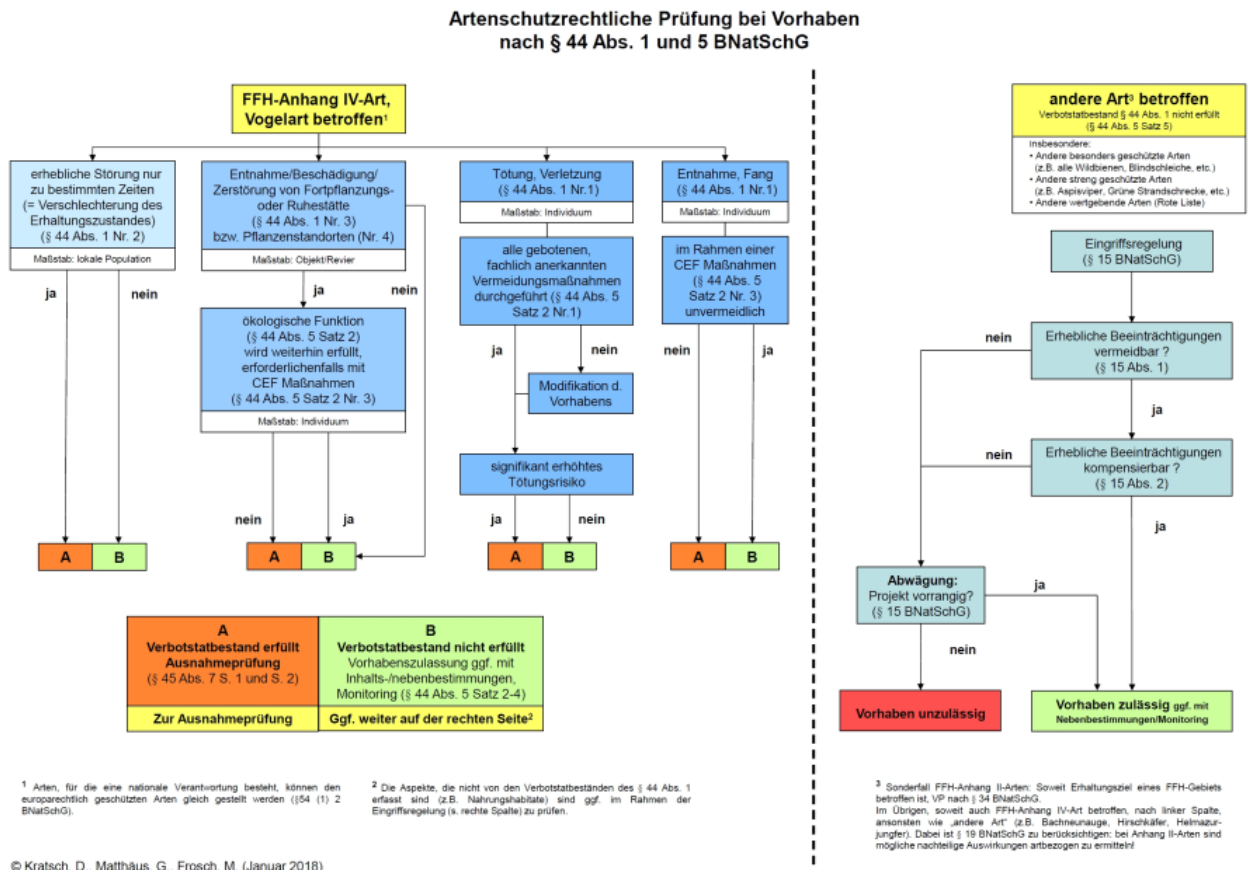 Artenschutzrechtliche Prüfung bei Vorhaben
nach § 44 Abs. 1 und 5 BNatSchG
FFH-Anhang IV-Art,
Vogelart betroffen¹
erhebliche Störung nur
zu bestimmten Zeiten
(= Verschlechterung des
Erhaltungszustandes)
(§ 44 Abs. 1 Nr. 2)
Maßstab: lokale Population
ja
nein
Entnahme/Beschädigung/
Zerstörung von Fortpflanzungs-
oder Ruhestätte
(§ 44 Abs. 1 Nr. 3)
bzw. Pflanzenstandorten (Nr. 4)
Maßstab: Objekt/Revier
ja
nein
ökologische Funktion
(§ 44 Abs. 5 Satz 2)
wird weiterhin erfüllt,
erforderlichenfalls mit
CEF Maßnahmen
(§ 44 Abs. 5 Satz 2 Nr. 3)
Maßstab: Individuum
nein
ja
Tötung, Verletzung
(§ 44 Abs. 1 Nr.1)
Maßstab: Individuum
alle gebotenen,
fachlich anerkannten
Vermeidungsmaßnahmen
durchgeführt (§ 44 Abs. 5
Satz 2 Nr.1)
ja
nein
Modifikation d.
Vorhabens
signifikant erhöhtes
Tötungsrisiko
ja
nein
Entnahme, Fang
(§ 44 Abs. 1 Nr.1)
Maßstab: Individuum
im Rahmen einer
CEF Maßnahmen
(§ 44 Abs. 5
Satz 2 Nr. 3)
unvermeidlich
nein
ja
A B
A B
A B
A B
A
Verbotstatbestand erfüllt
Ausnahmeprüfung
(§ 45 Abs. 7 S. 1 und S. 2)
Zur Ausnahmeprüfung
B
Verbotstatbestand nicht erfüllt
Vorhabenszulassung ggf. mit
Inhalts-/nebenbestimmungen,
Monitoring (§ 44 Abs. 5 Satz 2-4)
Ggf. weiter auf der rechten Seite²
¹ Arten, für die eine nationale Verantwortung besteht, können den
europarechtlich geschützten Arten gleich gestellt werden (§54 (1) 2
BNatSchG).
² Die Aspekte, die nicht von den Verbotstatbeständen des § 44 Abs. 1
erfasst sind (z.B. Nahrungshabitate) sind ggf. im Rahmen der
Eingriffsregelung (s. rechte Spalte) zu prüfen.
© Kratsch, D., Matthäus, G., Frosch, M. (Januar 2018)
andere Art³ betroffen
Verbotstatbestand § 44 Abs. 1 nicht erfüllt
(§ 44 Abs. 5 Satz 5)
Insbesondere:
• Andere besonders geschützte Arten
(z.B. alle Wildbienen, Blindschleiche, etc.)
• Andere streng geschützte Arten
(z.B. Aspisviper, Grüne Strandschrecke, etc.)
• Andere wertgebende Arten (Rote Liste)
Eingriffsregelung
(§ 15 BNatSchG)
nein
Erhebliche Beeinträchtigungen
vermeidbar ?
(§ 15 Abs. 1)
ja
nein
Erhebliche Beeinträchtigungen
kompensierbar ?
(§ 15 Abs. 2)
ja
Abwägung:
Projekt vorrangig?
(§ 15 BNatSchG)
ja
nein
Vorhaben unzulässig
Vorhaben zulässig ggf. mit
Nebenbestimmungen/Monitoring
³ Sonderfall FFH-Anhang II-Arten: Soweit Erhaltungsziel eines FFH-Gebiets
betroffen ist, VP nach § 34 BNatSchG.
Im Übrigen, soweit auch FFH-Anhang IV-Art betroffen, nach linker Spalte,
ansonsten wie „andere Art“ (z.B. Bachneunauge, Hirschkäfer, Helmazur-
jungfer). Dabei ist § 19 BNatSchG zu berücksichtigen: bei Anhang II-Arten sind
mögliche nachteilige Auswirkungen artbezogen zu ermitteln!